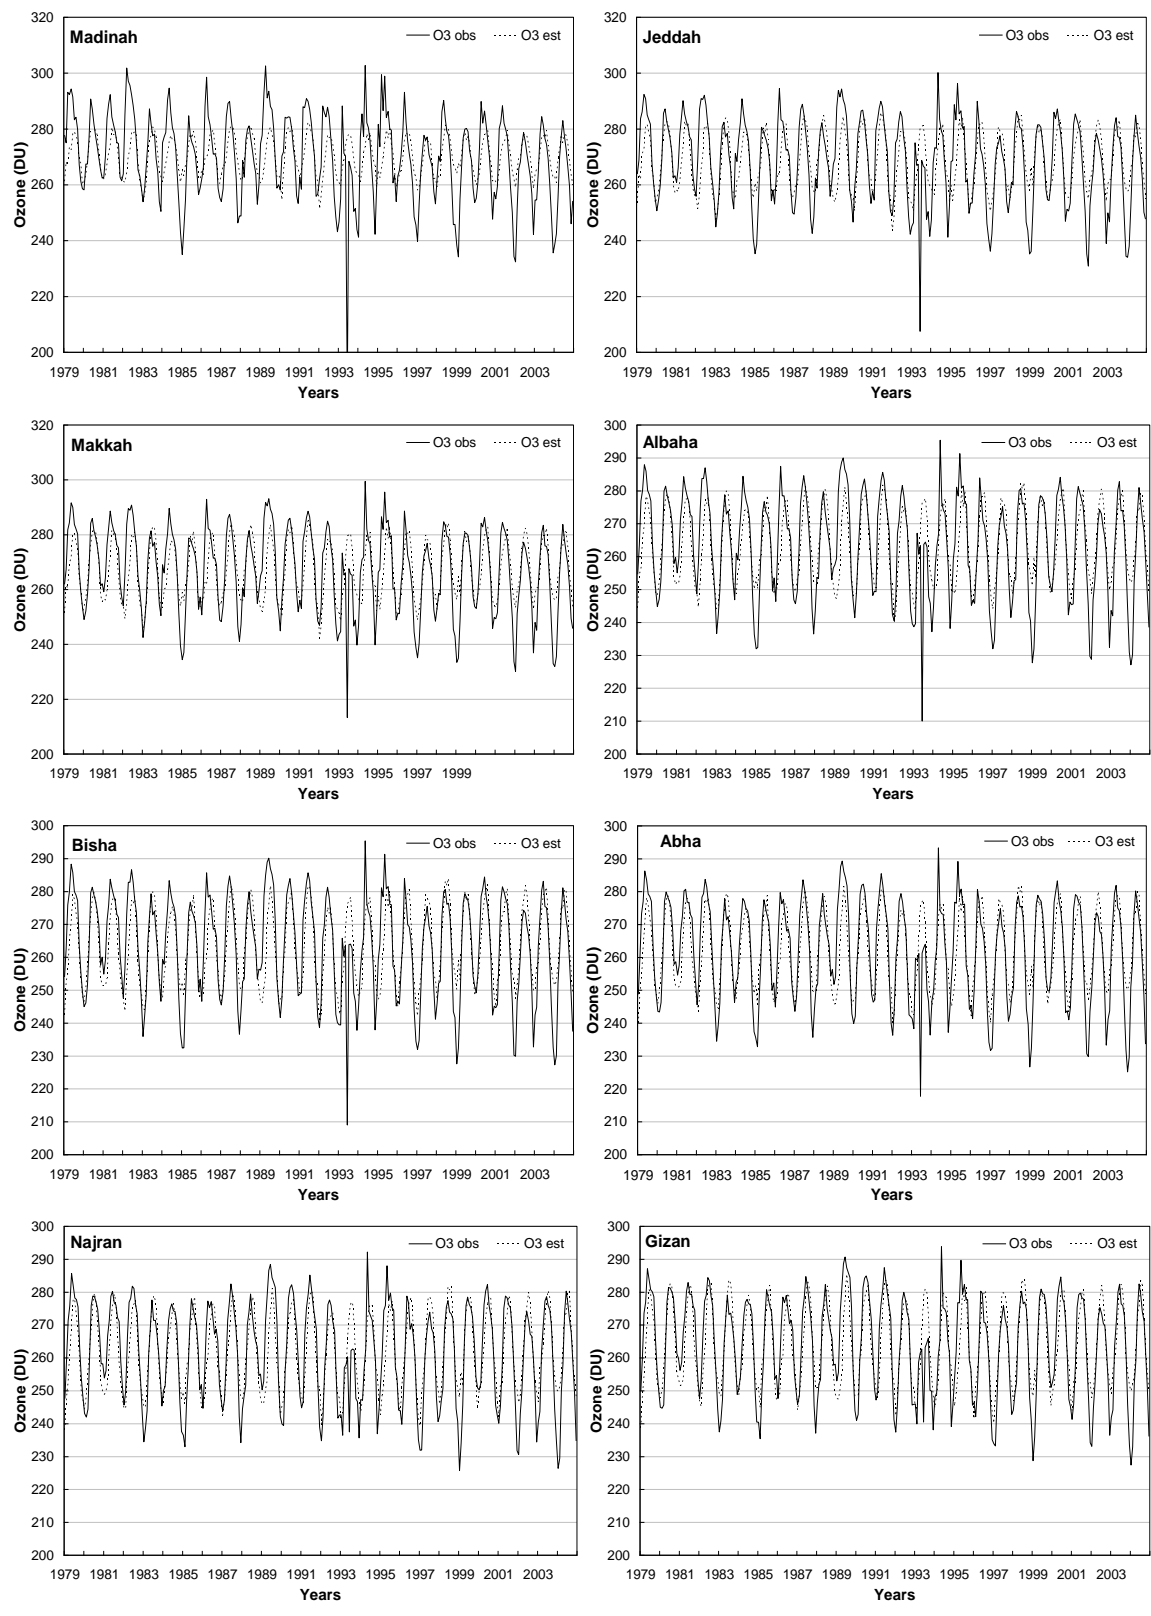 Madinah
O3 obs O3 est
Ozone (DU)
320
300
280
260
240
220
200
1979 1981 1983 1985 1987 1989 1991 1993 1995 1997 1999 2001 2003
Years
Jeddah
O3 obs O3 est
Ozone (DU)
320
300
280
260
240
220
200
1979 1981 1983 1985 1987 1989 1991 1993 1995 1997 1999 2001 2003
Years
Makkah
O3 obs O3 est
Ozone (DU)
320
300
280
260
240
220
200
1979 1981 1983 1985 1987 1989 1991 1993 1995 1997 1999
Years
Albaha
O3 obs O3 est
Ozone (DU)
300
290
280
270
260
250
240
230
220
210
200
1979 1981 1983 1985 1987 1989 1991 1993 1995 1997 1999 2001 2003
Years
Bisha
O3 obs O3 est
Ozone (DU)
300
290
280
270
260
250
240
230
220
210
200
1979 1981 1983 1985 1987 1989 1991 1993 1995 1997 1999 2001 2003
Years
Abha
O3 obs O3 est
Ozone (DU)
300
290
280
270
260
250
240
230
220
210
200
1979 1981 1983 1985 1987 1989 1991 1993 1995 1997 1999 2001 2003
Years
Najran
O3 obs O3 est
Ozone (DU)
300
290
280
270
260
250
240
230
220
210
200
1979 1981 1983 1985 1987 1989 1991 1993 1995 1997 1999 2001 2003
Years
Gizan
O3 obs O3 est
Ozone (DU)
300
290
280
270
260
250
240
230
220
210
200
1979 1981 1983 1985 1987 1989 1991 1993 1995 1997 1999 2001 2003
Years